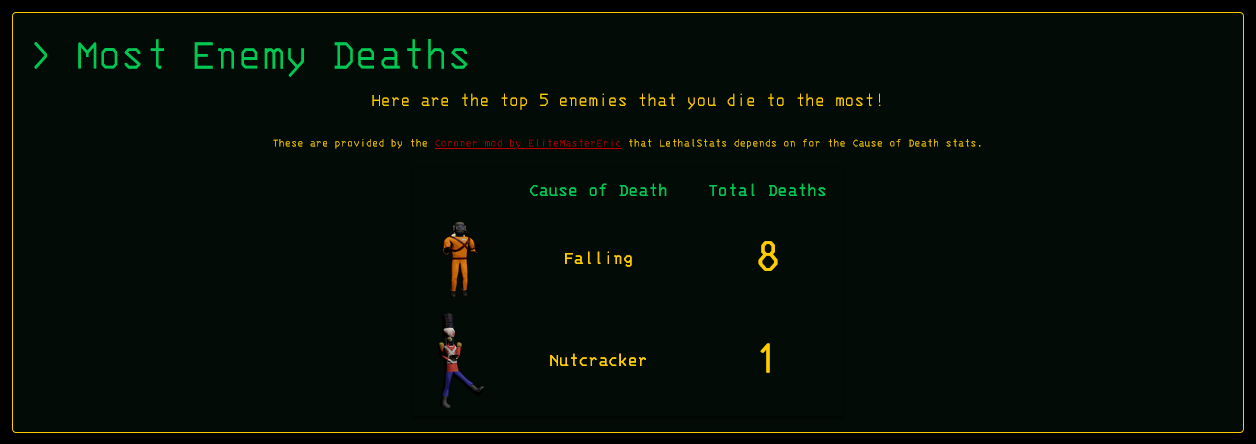 > Most Enemy Deaths
Here are the top 5 enemies that you die to the most!
These are provided by the Coroner mod by EliteMasterEric that LethalStats depends on for the Cause of Death stats.
Cause of Death Total Deaths
Falling 8
Nutcracker 1